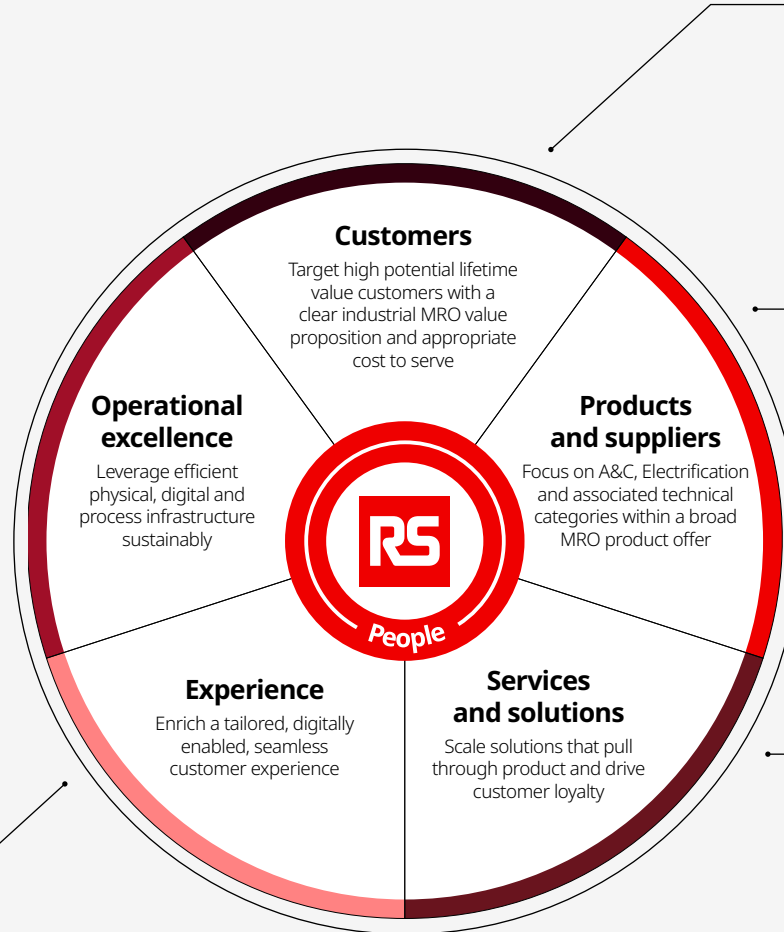 Customers
Target high potential lifetime
value customers with a
clear industrial MRO value
proposition and appropriate
cost to serve
Products
and suppliers
Focus on A&C, Electrification
and associated technical
categories within a broad
MRO product offer
Services
and solutions
Scale solutions that pull
through product and drive
customer loyalty
Experience
Enrich a tailored, digitally
enabled, seamless
customer experience
Operational
excellence
Leverage efficient
physical, digital and
process infrastructure
sustainably
RS
People